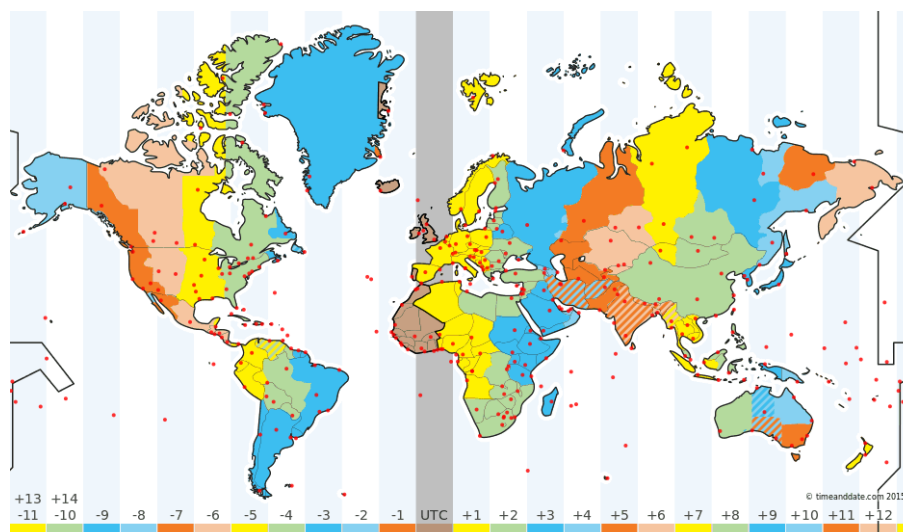 © timeanddate.com 2015
+13 +14
-11 -10 -9 -8 -7 -6 -5 -4 -3 -2 -1 UTC +1 +2 +3 +4 +5 +6 +7 +8 +9 +10 +11 +12